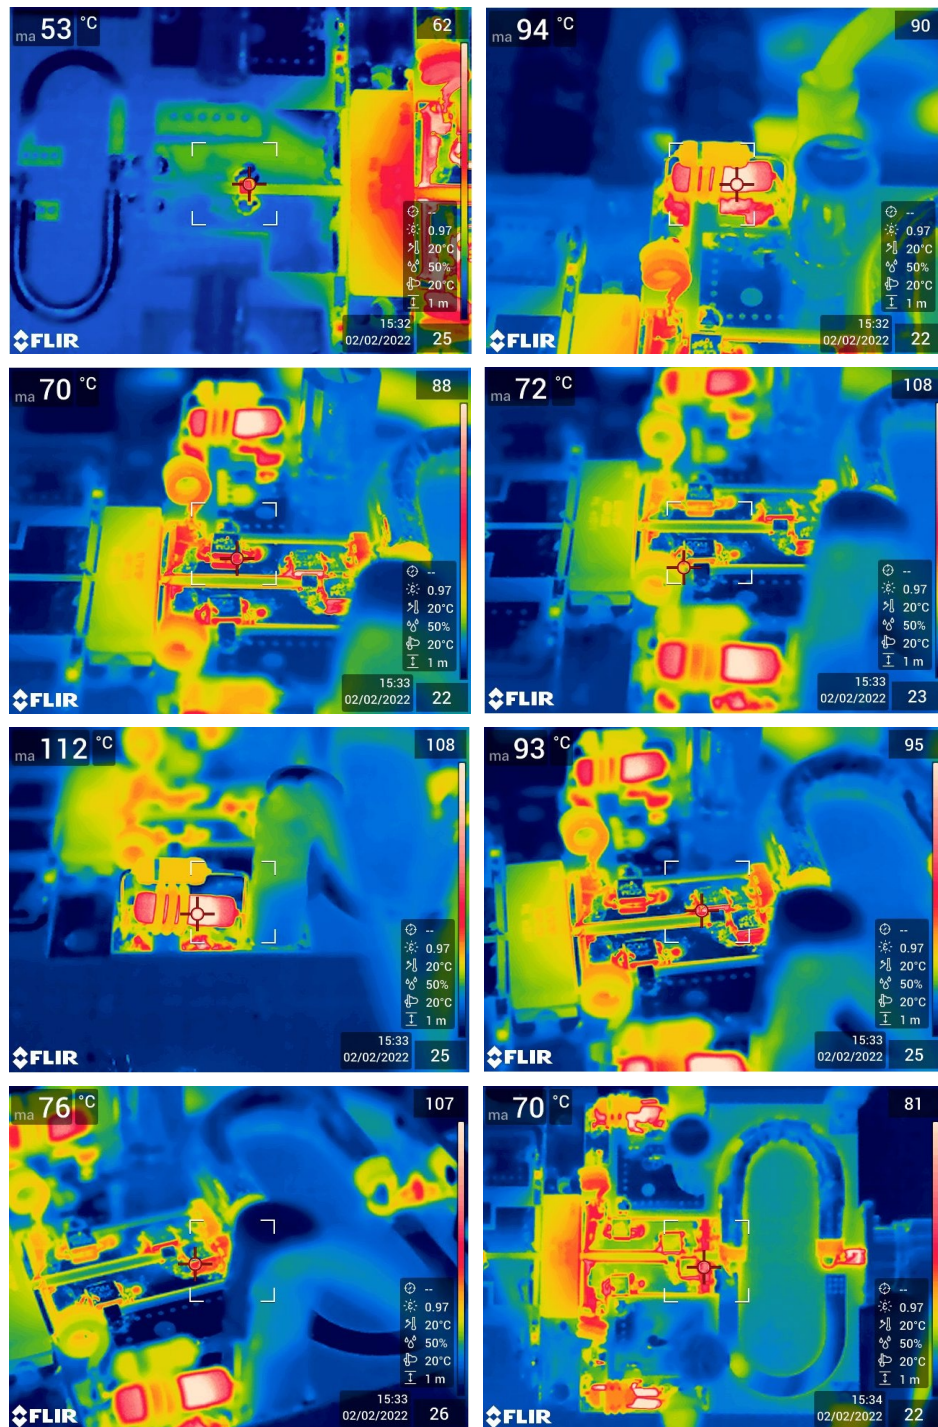 ma 53 °C 62
--
0.97
20°C
50%
20°C
1 m
15:32
02/02/2022 25
FLIR
ma 94 °C 90
--
0.97
20°C
50%
20°C
1 m
15:32
02/02/2022 22
FLIR
ma 70 °C 88
--
0.97
20°C
50%
20°C
1 m
15:33
02/02/2022 22
FLIR
ma 72 °C 108
--
0.97
20°C
50%
20°C
1 m
15:33
02/02/2022 23
FLIR
ma 112 °C 108
--
0.97
20°C
50%
20°C
1 m
15:33
02/02/2022 25
FLIR
ma 93 °C 95
--
0.97
20°C
50%
20°C
1 m
15:33
02/02/2022 25
FLIR
ma 76 °C 107
--
0.97
20°C
50%
20°C
1 m
15:33
02/02/2022 26
FLIR
ma 70 °C 81
--
0.97
20°C
50%
20°C
1 m
15:34
02/02/2022 22
FLIR